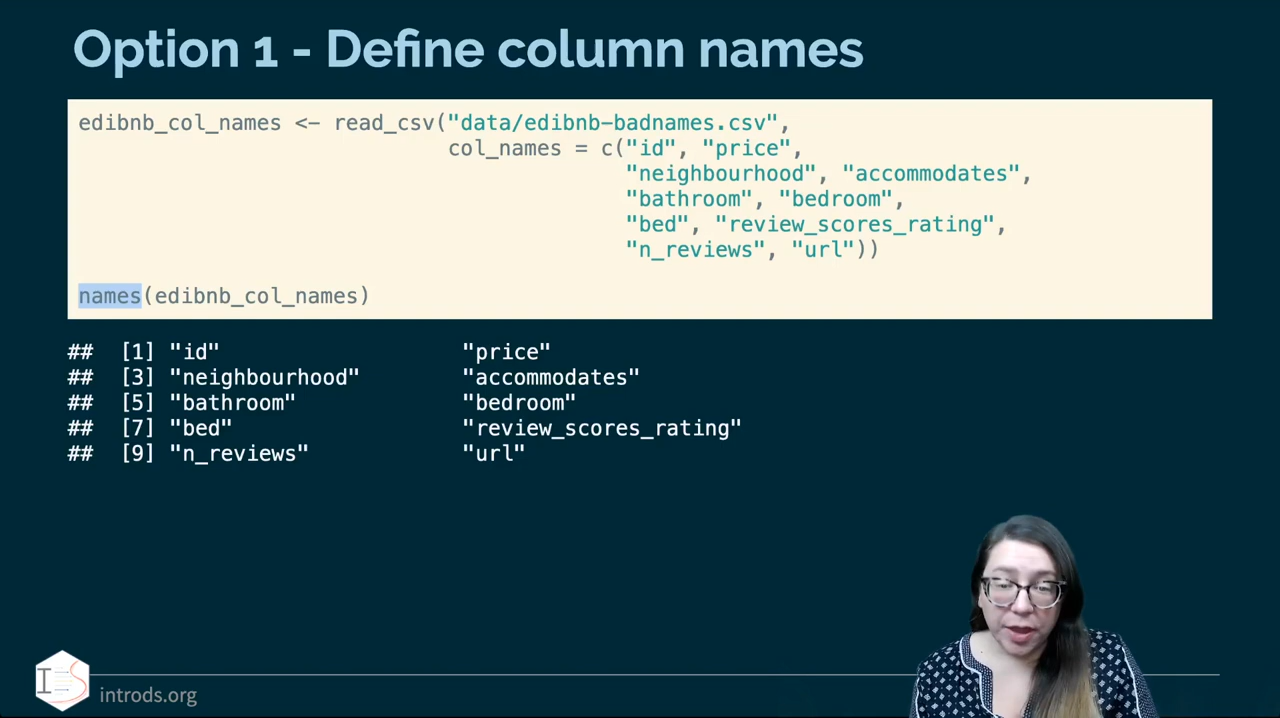 Option 1 - Define column names
edibnb_col_names <- read_csv("data/edibnb-badnames.csv",
col_names = c("id", "price",
"neighbourhood", "accommodates",
"bathroom", "bedroom",
"bed", "review_scores_rating",
"n_reviews", "url"))
names(edibnb_col_names)
## [1] "id" "price"
## [3] "neighbourhood" "accommodates"
## [5] "bathroom" "bedroom"
## [7] "bed" "review_scores_rating"
## [9] "n_reviews" "url"
introds.org